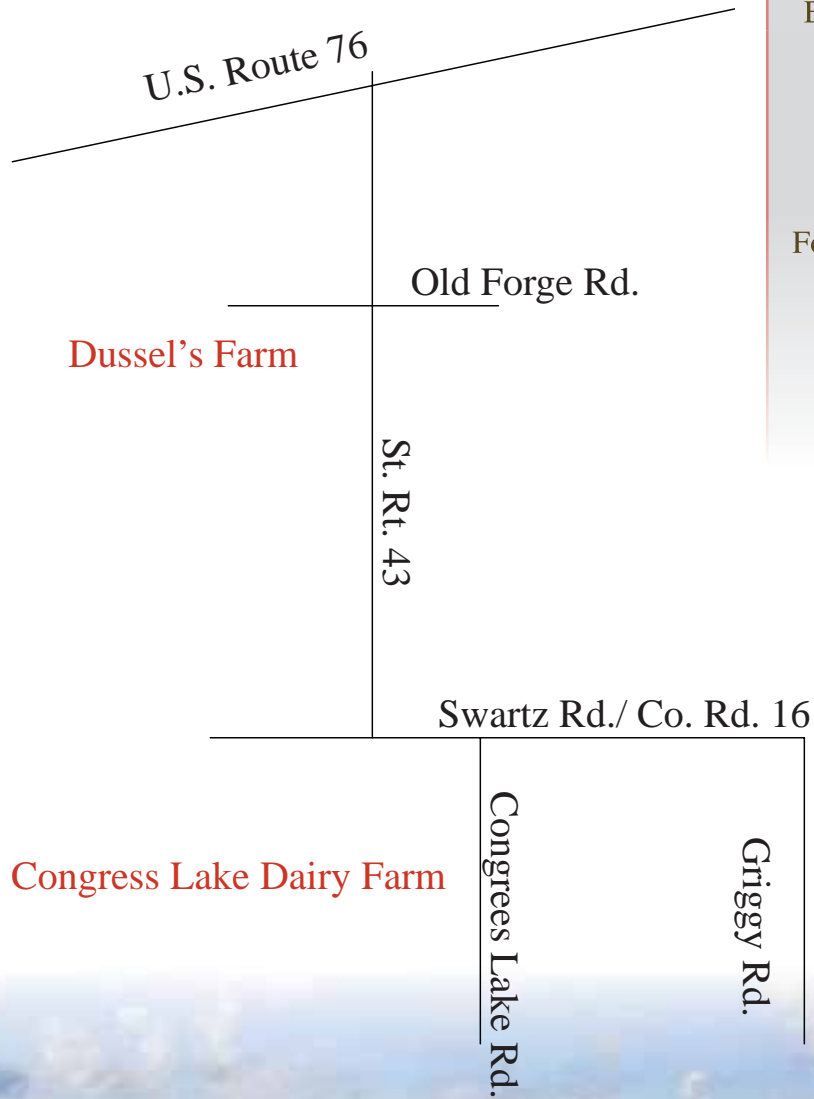 U.S. Route 76
Old Forge Rd.
Dussel’s Farm
St. Rt. 43
Swartz Rd./ Co. Rd. 16
Congress Lake Dairy Farm
Congrees Lake Rd.
Griggy Rd.